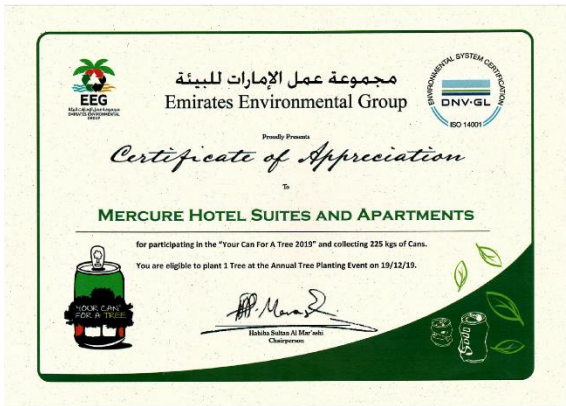 مجموعة عمل الإمارات للبيئة
Emirates Environmental Group
EEG
EMIRATES ENVIRONMENTAL GROUP
ENVIRONMENTAL SYSTEM CERTIFICATION
DNV·GL
ISO 14001
Proudly Presents
Certificate of Appreciation
To
MERCURE HOTEL SUITES AND APARTMENTS
for participating in the "Your Can For A Tree 2019" and collecting 225 kgs of Cans.
You are eligible to plant 1 Tree at the Annual Tree Planting Event on 19/12/19.
YOUR CAN
FOR A TREE
Habiba Sultan Al Mar'ashi
Chairperson